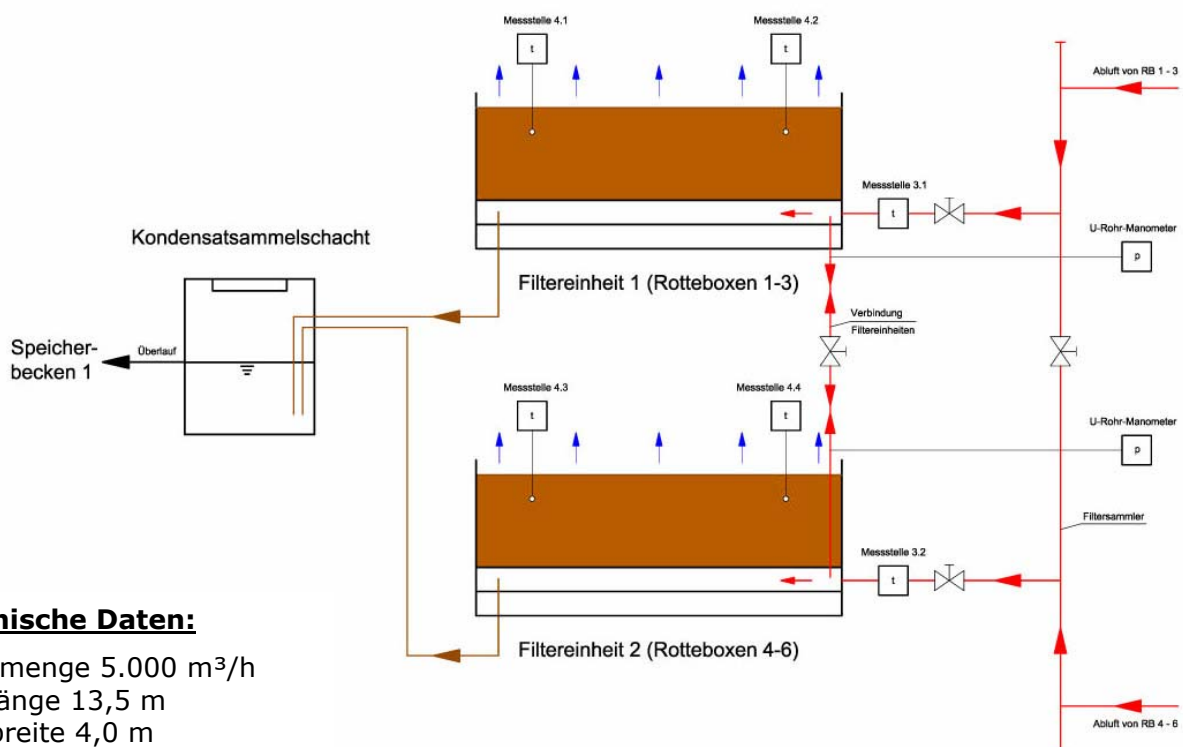 Messstelle 4.1
t
Messstelle 4.2
t
Abluft von RB 1 - 3
Messstelle 3.1
t
U-Rohr-Manometer
p
Kondensatsammelschacht
Filtereinheit 1 (Rotteboxen 1-3)
Verbindung
Filtereinheiten
Speicher-
becken 1
Überlauf
Messstelle 4.3
t
Messstelle 4.4
t
U-Rohr-Manometer
p
Filtersammler
Messstelle 3.2
t
Filtereinheit 2 (Rotteboxen 4-6)
Abluft von RB 4 - 6
nische Daten:
menge 5.000 m³/h
änge 13,5 m
breite 4,0 m